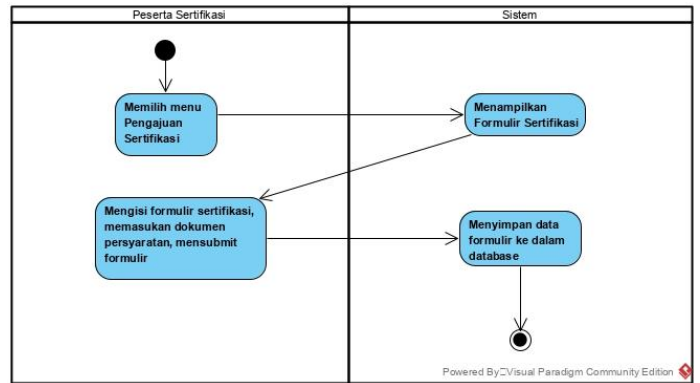 Peserta Sertifikasi
Sistem
Memilih menu
Pengajuan
Sertifikasi
Menampilkan
Formulir Sertifikasi
Mengisi formulir sertifikasi,
memasukan dokumen
persyaratan, mensubmit
formulir
Menyimpan data
formulir ke dalam
database
Powered By Visual Paradigm Community Edition